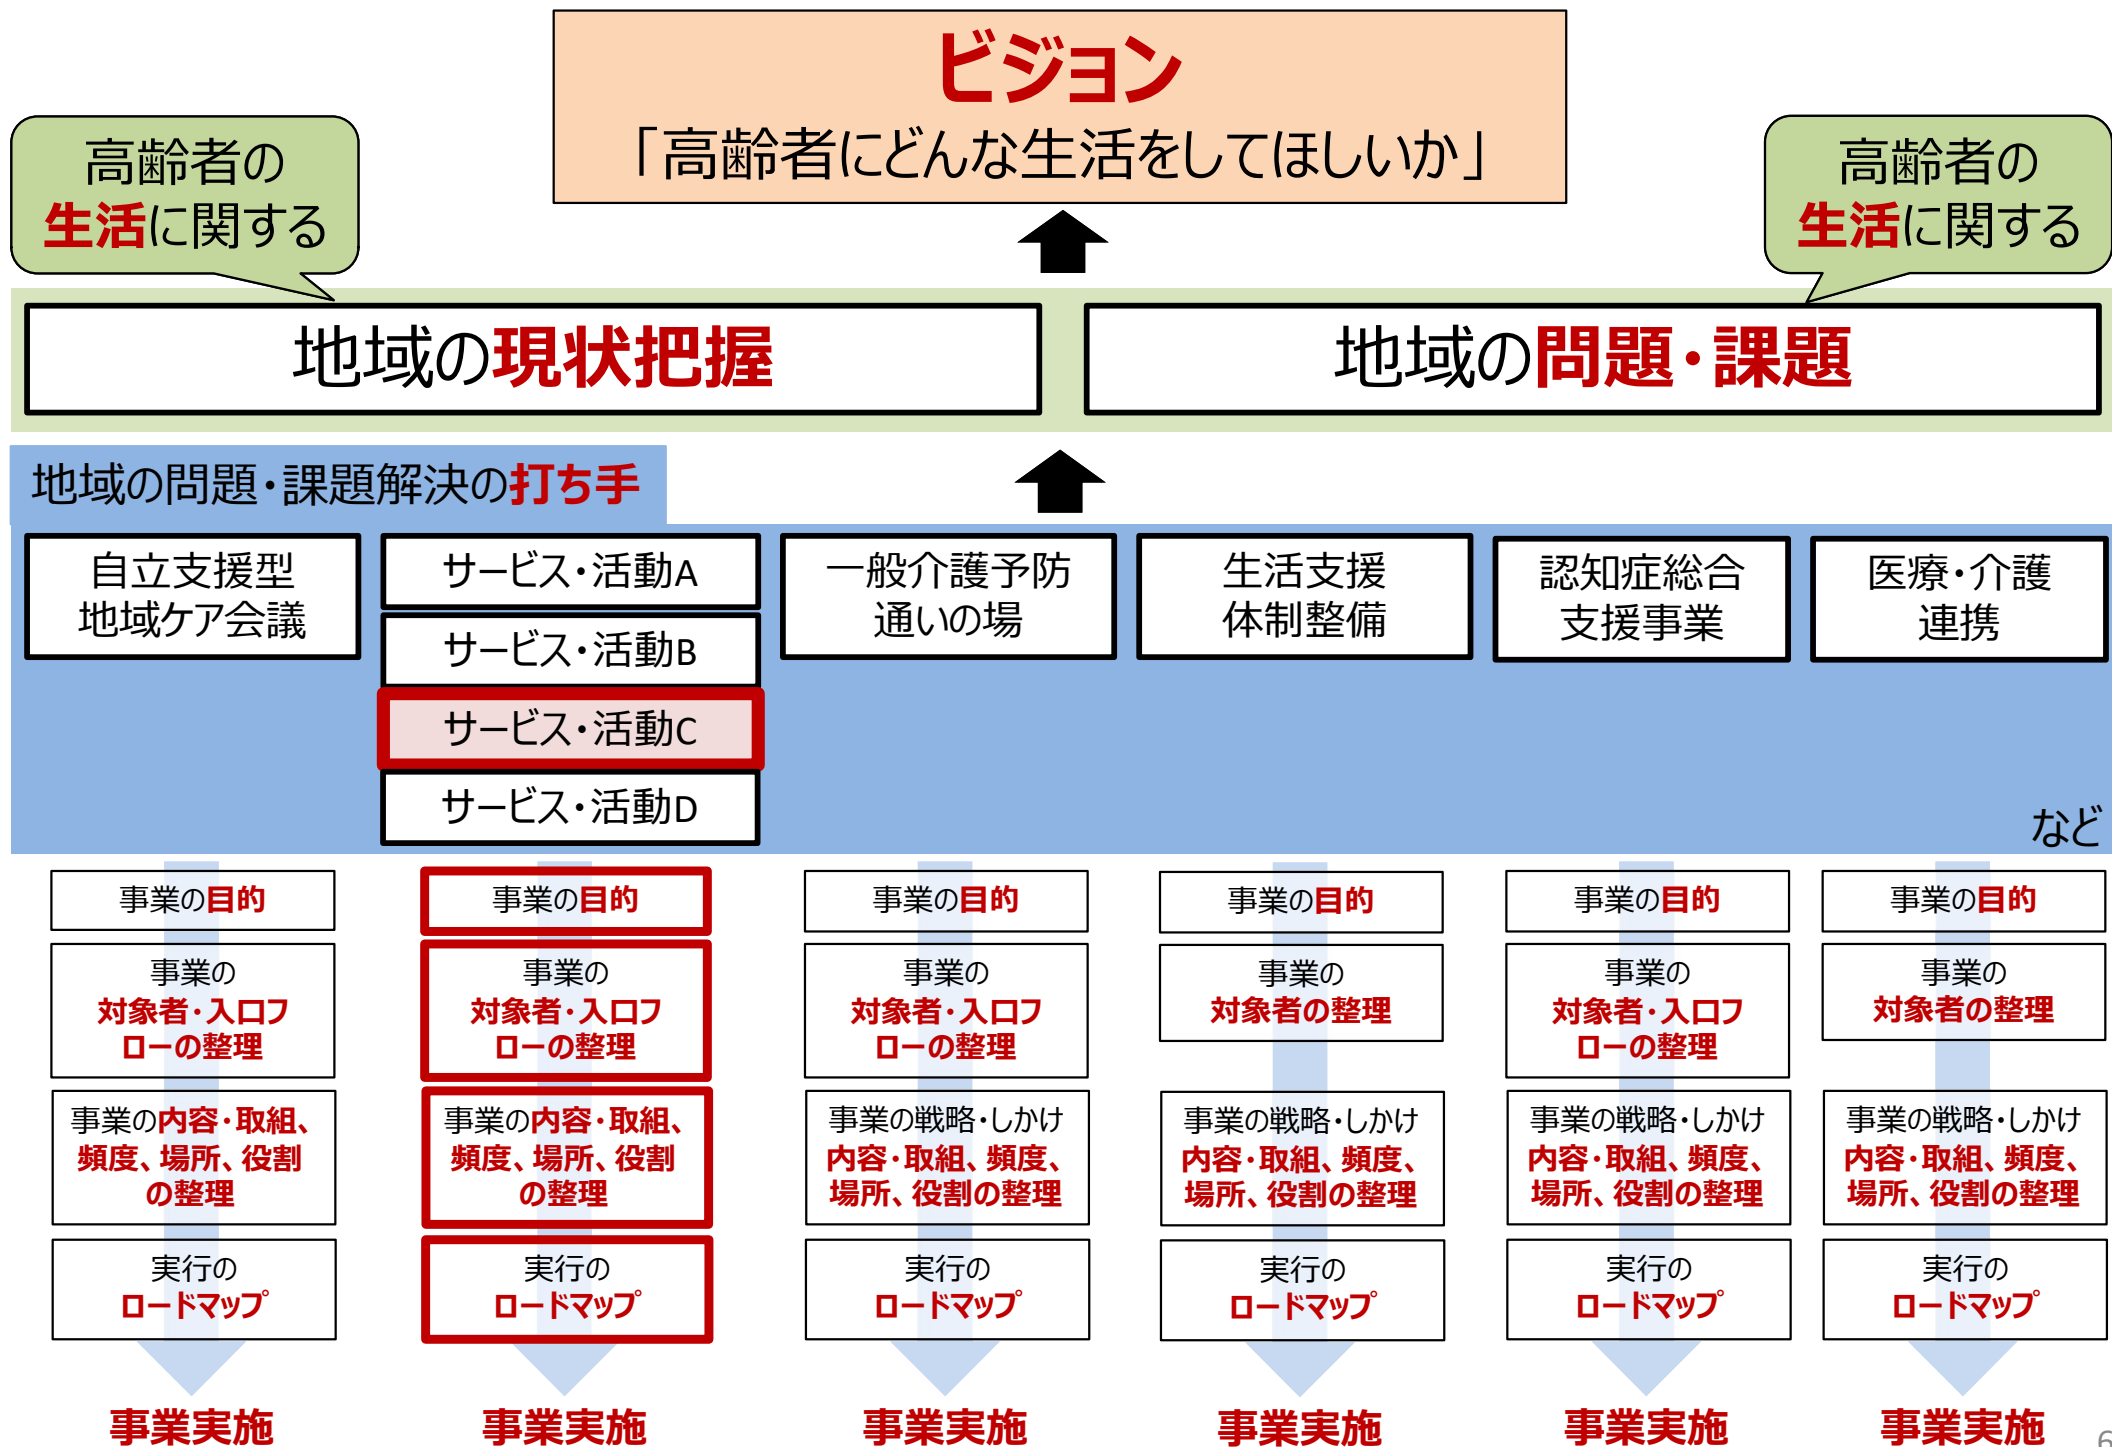 ビジョン
「高齢者にどんな生活をしてほしいか」
高齢者の
生活に関する
高齢者の
生活に関する
地域の現状把握
地域の問題・課題
地域の問題・課題解決の打ち手
自立支援型
地域ケア会議
サービス・活動A
サービス・活動B
サービス・活動C
サービス・活動D
一般介護予防
通いの場
生活支援
体制整備
認知症総合
支援事業
医療・介護
連携
など
事業の目的
事業の
対象者・入口フ
ローの整理
事業の内容・取組、
頻度、場所、役割
の整理
実行の
ロードマップ
事業実施
事業の目的
事業の
対象者・入口フ
ローの整理
事業の内容・取組、
頻度、場所、役割
の整理
実行の
ロードマップ
事業実施
事業の目的
事業の
対象者・入口フ
ローの整理
事業の戦略・しかけ
内容・取組、頻度、
場所、役割の整理
実行の
ロードマップ
事業実施
事業の目的
事業の
対象者の整理
事業の戦略・しかけ
内容・取組、頻度、
場所、役割の整理
実行の
ロードマップ
事業実施
事業の目的
事業の
対象者・入口フ
ローの整理
事業の戦略・しかけ
内容・取組、頻度、
場所、役割の整理
実行の
ロードマップ
事業実施
事業の目的
事業の
対象者の整理
事業の戦略・しかけ
内容・取組、頻度、
場所、役割の整理
実行の
ロードマップ
事業実施
6